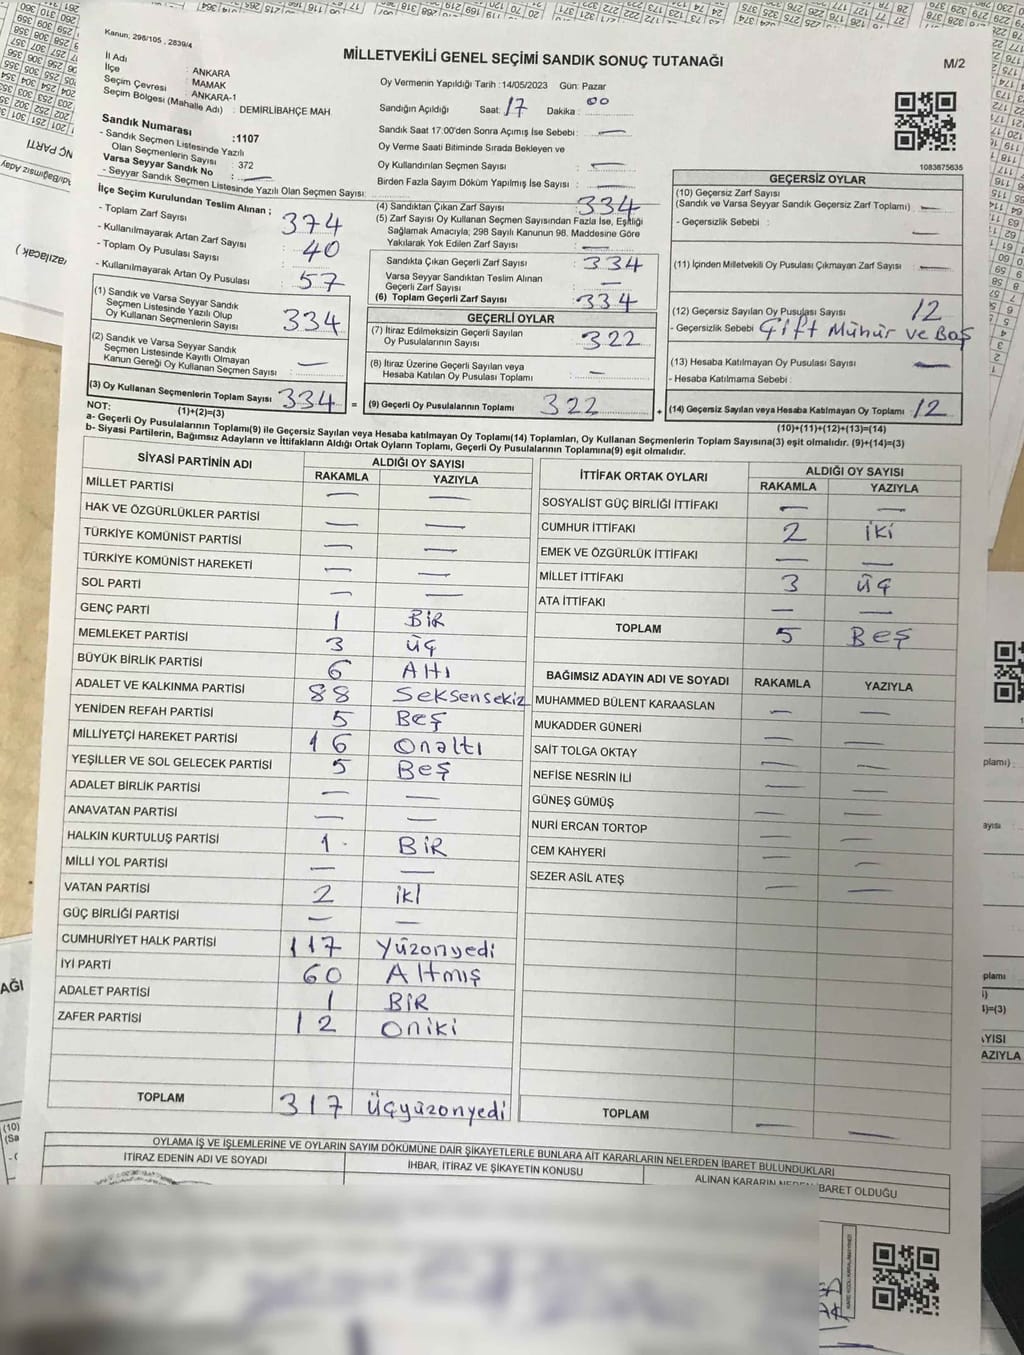 Kanun, 298/105 , 2839/4
MİLLETVEKİLİ GENEL SEÇİMİ SANDIK SONUÇ TUTANAĞI
M/2
İl Adı : ANKARA
İlçe : MAMAK
Seçim Çevresi : ANKARA-1
Seçim Bölgesi (Mahalle Adı) : DEMİRLİBAHÇE MAH
Sandık Numarası :1107
- Sandık Seçmen Listesinde Yazılı
Olan Seçmenlerin Sayısı : 372
Varsa Seyyar Sandık No : —
- Seyyar Sandık Seçmen Listesinde Yazılı Olan Seçmen Sayısı:
Oy Vermenin Yapıldığı Tarih : 14/05/2023 Gün: Pazar
Sandığın Açıldığı Saat: 17 Dakika : 00
Sandık Saat 17:00'den Sonra Açımış İse Sebebi : —
Oy Verme Saati Bitiminde Sırada Bekleyen ve
Oy Kullandırılan Seçmen Sayısı : —
Birden Fazla Sayım Döküm Yapılmış İse Sayısı : —
1083875635
İlçe Seçim Kurulundan Teslim Alınan ;
- Toplam Zarf Sayısı : 374
- Kullanılmayarak Artan Zarf Sayısı : 40
- Toplam Oy Pusulası Sayısı
- Kullanılmayarak Artan Oy Pusulası : 57
(1) Sandık ve Varsa Seyyar Sandık
Seçmen Listesinde Yazılı Olup
Oy Kullanan Seçmenlerin Sayısı : 334
(2) Sandık ve Varsa Seyyar Sandık
Seçmen Listesinde Kayıtlı Olmayan
Kanun Gereği Oy Kullanan Seçmen Sayısı : —
(3) Oy Kullanan Seçmenlerin Toplam Sayısı : 334
(1)+(2)=(3)
(4) Sandıktan Çıkan Zarf Sayısı : 334
(5) Zarf Sayısı Oy Kullanan Seçmen Sayısından Fazla İse, Eşitliği
Sağlamak Amacıyla; 298 Sayılı Kanunun 98. Maddesine Göre
Yakılarak Yok Edilen Zarf Sayısı : —
Sandıkta Çıkan Geçerli Zarf Sayısı : 334
Varsa Seyyar Sandıktan Teslim Alınan
Geçerli Zarf Sayısı : —
(6) Toplam Geçerli Zarf Sayısı : 334
GEÇERLİ OYLAR
(7) İtiraz Edilmeksizin Geçerli Sayılan
Oy Pusulalarının Sayısı : 322
(8) İtiraz Üzerine Geçerli Sayılan veya
Hesaba Katılan Oy Pusulası Toplamı : —
= (9) Geçerli Oy Pusulalarının Toplamı : 322
GEÇERSİZ OYLAR
(10) Geçersiz Zarf Sayısı
(Sandık ve Varsa Seyyar Sandık Geçersiz Zarf Toplamı) : —
- Geçersizlik Sebebi : —
(11) İçinden Milletvekili Oy Pusulası Çıkmayan Zarf Sayısı : —
(12) Geçersiz Sayılan Oy Pusulası Sayısı : 12
- Geçersizlik Sebebi : Çift Mühür ve Boş
(13) Hesaba Katılmayan Oy Pusulası Sayısı : —
- Hesaba Katılmama Sebebi :
+ (14) Geçersiz Sayılan veya Hesaba Katılmayan Oy Toplamı : 12
(10)+(11)+(12)+(13)=(14)
NOT:
a- Geçerli Oy Pusulalarının Toplamı(9) ile Geçersiz Sayılan veya Hesaba katılmayan Oy Toplamı(14) Toplamları, Oy Kullanan Seçmenlerin Toplam Sayısına(3) eşit olmalıdır. (9)+(14)=(3)
b- Siyasi Partilerin, Bağımsız Adayların ve İttifakların Aldığı Ortak Oyların Toplamı, Geçerli Oy Pusulalarının Toplamına(9) eşit olmalıdır.
SİYASİ PARTİNİN ADI ALDIĞI OY SAYISI
RAKAMLA YAZIYLA
MİLLET PARTİSİ — —
HAK VE ÖZGÜRLÜKLER PARTİSİ — —
TÜRKİYE KOMÜNİST PARTİSİ — —
TÜRKİYE KOMÜNİST HAREKETİ — —
SOL PARTİ — —
GENÇ PARTİ 1 BİR
MEMLEKET PARTİSİ 3 üç
BÜYÜK BİRLİK PARTİSİ 6 Altı
ADALET VE KALKINMA PARTİSİ 88 Seksensekiz
YENİDEN REFAH PARTİSİ 5 Beş
MİLLİYETÇİ HAREKET PARTİSİ 16 Onaltı
YEŞİLLER VE SOL GELECEK PARTİSİ 5 Beş
ADALET BİRLİK PARTİSİ — —
ANAVATAN PARTİSİ — —
HALKIN KURTULUŞ PARTİSİ 1 BİR
MİLLİ YOL PARTİSİ — —
VATAN PARTİSİ 2 iki
GÜÇ BİRLİĞİ PARTİSİ — —
CUMHURİYET HALK PARTİSİ 117 Yüzonyedi
İYİ PARTİ 60 Altmış
ADALET PARTİSİ 1 BİR
ZAFER PARTİSİ 12 oniki
TOPLAM 317 Üçyüzonyedi
İTTİFAK ORTAK OYLARI ALDIĞI OY SAYISI
RAKAMLA YAZIYLA
SOSYALİST GÜÇ BİRLİĞİ İTTİFAKI — —
CUMHUR İTTİFAKI 2 iki
EMEK VE ÖZGÜRLÜK İTTİFAKI — —
MİLLET İTTİFAKI 3 üç
ATA İTTİFAKI — —
TOPLAM 5 BEŞ
BAĞIMSIZ ADAYIN ADI VE SOYADI RAKAMLA YAZIYLA
MUHAMMED BÜLENT KARAASLAN — —
MUKADDER GÜNERİ — —
SAİT TOLGA OKTAY — —
NEFİSE NESRİN İLİ — —
GÜNEŞ GÜMÜŞ — —
NURİ ERCAN TORTOP — —
CEM KAHYERİ — —
SEZER ASİL ATEŞ — —
TOPLAM — —
OYLAMA İŞ VE İŞLEMLERİNE VE OYLARIN SAYIM DÖKÜMÜNE DAİR ŞİKAYETLERLE BUNLARA AİT KARARLARIN NELERDEN İBARET BULUNDUKLARI
İTİRAZ EDENİN ADI VE SOYADI
İHBAR, İTİRAZ VE ŞİKAYETİN KONUSU
ALINAN KARARIN NEDEN İBARET OLDUĞU